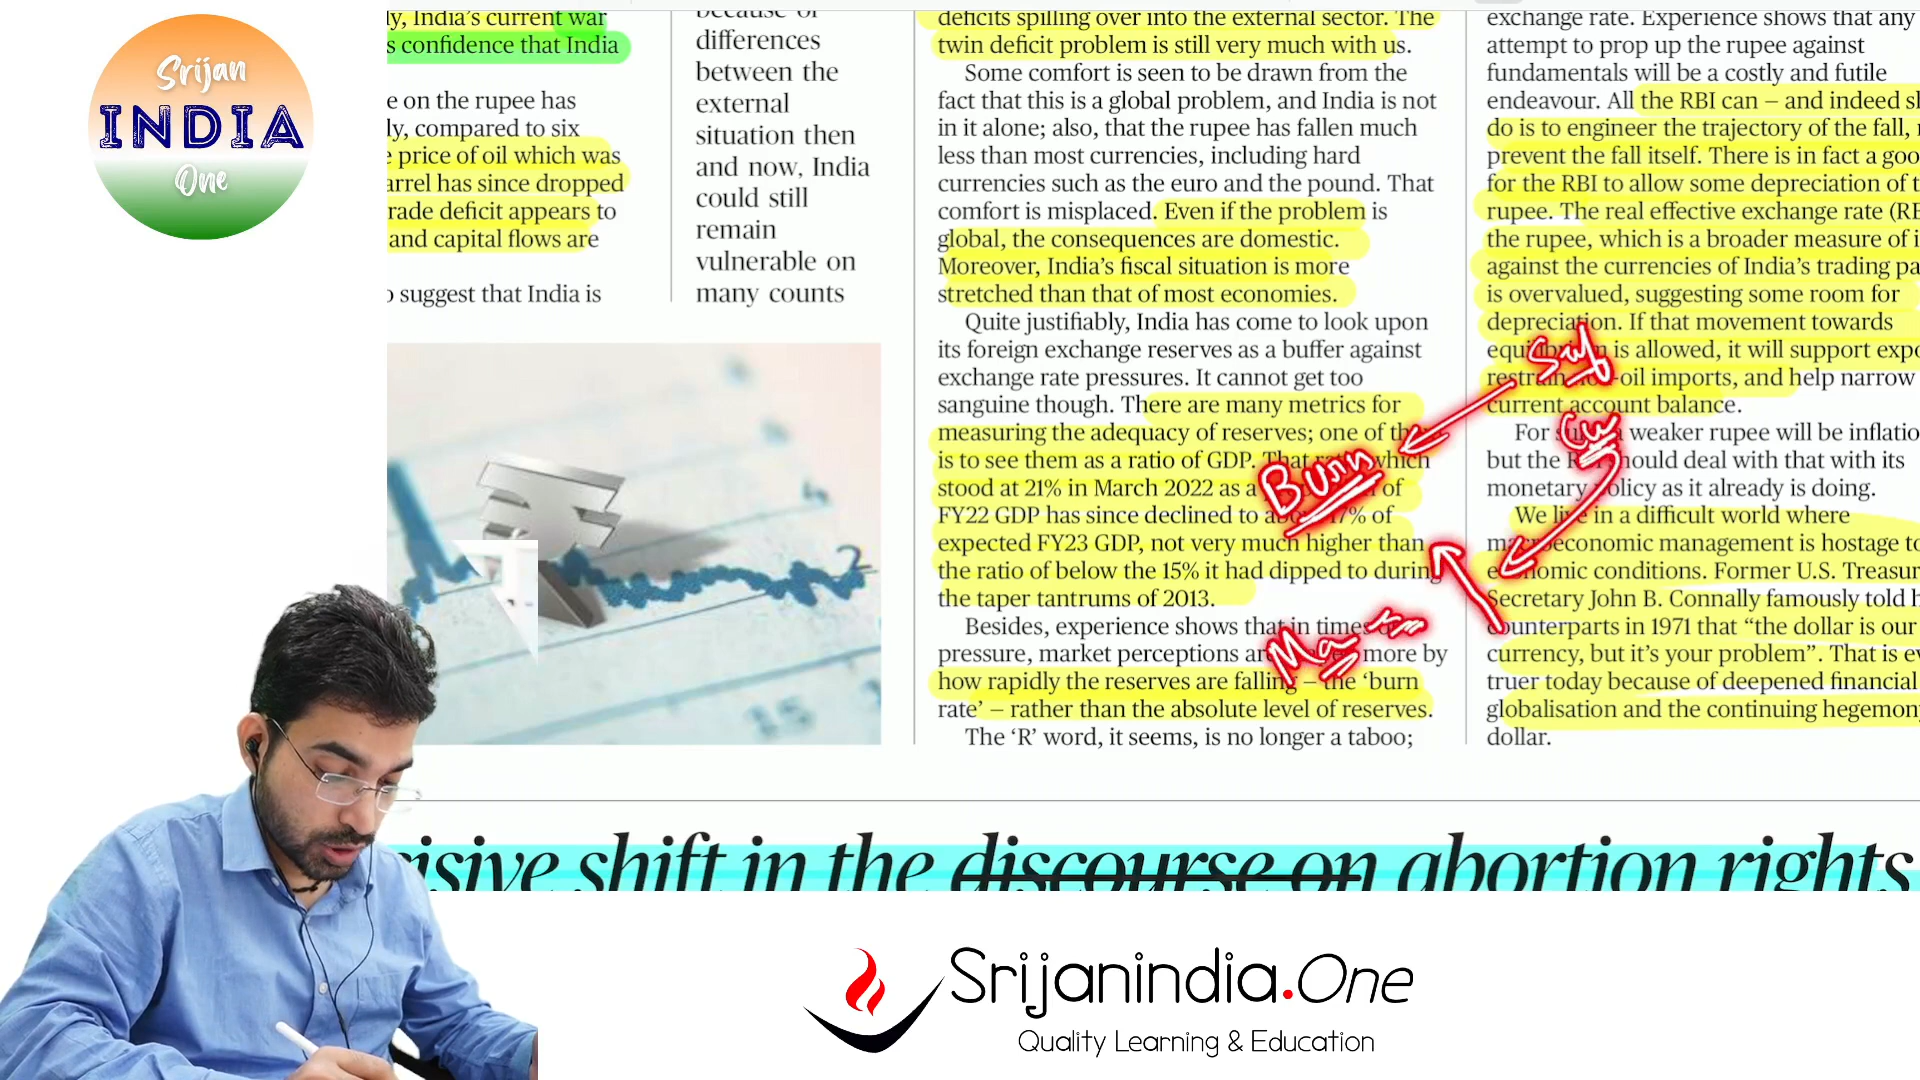 Srijan
INDIA
One
ly, India's current war
s confidence that India
e on the rupee has
ly, compared to six
e price of oil which was
arrel has since dropped
rade deficit appears to
and capital flows are
o suggest that India is
because of
differences
between the
external
situation then
and now, India
could still
remain
vulnerable on
many counts
deficits spilling over into the external sector. The
twin deficit problem is still very much with us.
Some comfort is seen to be drawn from the
fact that this is a global problem, and India is not
in it alone; also, that the rupee has fallen much
less than most currencies, including hard
currencies such as the euro and the pound. That
comfort is misplaced. Even if the problem is
global, the consequences are domestic.
Moreover, India's fiscal situation is more
stretched than that of most economies.
Quite justifiably, India has come to look upon
its foreign exchange reserves as a buffer against
exchange rate pressures. It cannot get too
sanguine though. There are many metrics for
measuring the adequacy of reserves; one of
is to see them as a ratio of GDP. That which
stood at 21% in March 2022 as a of
FY22 GDP has since declined to 17% of
expected FY23 GDP, not very much higher than
the ratio of below the 15% it had dipped to during
the taper tantrums of 2013.
Besides, experience shows that in times
pressure, market perceptions more by
how rapidly the reserves are falling – the 'burn
rate' – rather than the absolute level of reserves.
The 'R' word, it seems, is no longer a taboo;
exchange rate. Experience shows that any
attempt to prop up the rupee against
fundamentals will be a costly and futile
endeavour. All the RBI can – and indeed s
do is to engineer the trajectory of the fall,
prevent the fall itself. There is in fact a goo
for the RBI to allow some depreciation of t
rupee. The real effective exchange rate (RE
the rupee, which is a broader measure of i
against the currencies of India's trading pa
is overvalued, suggesting some room for
depreciation. If that movement towards
is allowed, it will support exp
-oil imports, and help narrow
current account balance.
For weaker rupee will be inflatio
but the should deal with that with its
monetary policy as it already is doing.
We live in a difficult world where
macroeconomic management is hostage to
economic conditions. Former U.S. Treasur
Secretary John B. Connally famously told h
counterparts in 1971 that "the dollar is our
currency, but it's your problem". That is ev
truer today because of deepened financial
globalisation and the continuing hegemony
dollar.
Burn
isive shift in the discourse on abortion rights
Srijanindia.One
Quality Learning & Education